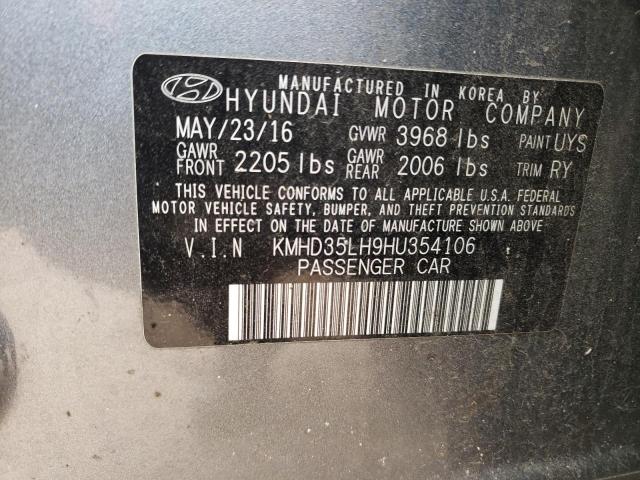 MANUFACTURED IN KOREA BY
HYUNDAI MOTOR COMPANY
MAY/23/16 GVWR 3968 lbs PAINT UYS
GAWR FRONT 2205 lbs GAWR REAR 2006 lbs TRIM RY
THIS VEHICLE CONFORMS TO ALL APPLICABLE U.S.A. FEDERAL
MOTOR VEHICLE SAFETY, BUMPER, AND THEFT PREVENTION STANDARDS
IN EFFECT ON THE DATE OF MANUFACTURE SHOWN ABOVE
V.I.N KMHD35LH9HU354106
PASSENGER CAR